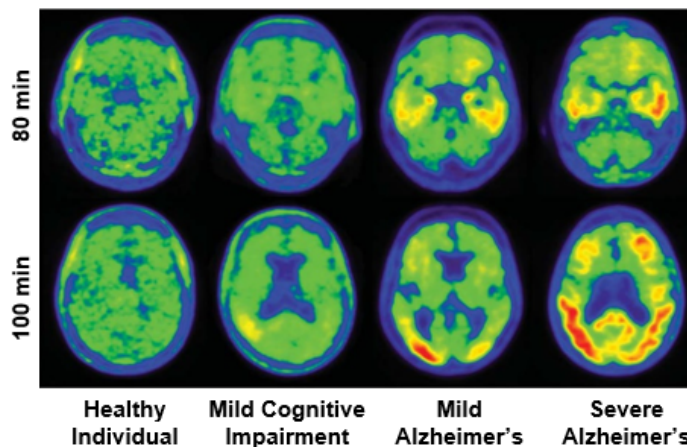 80 min
100 min
Healthy
Individual
Mild Cognitive
Impairment
Mild
Alzheimer's
Severe
Alzheimer's